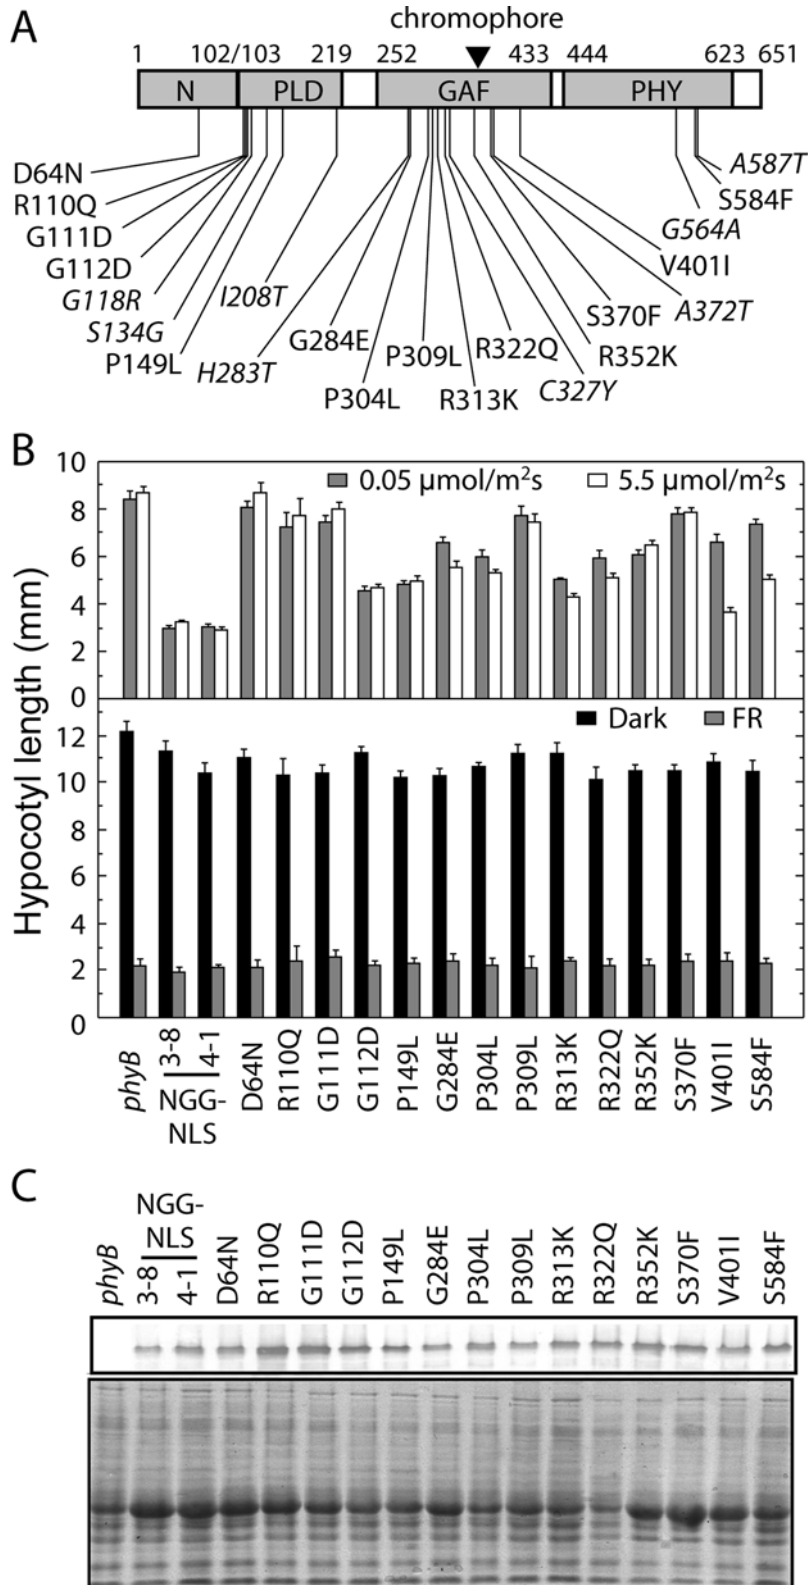 A
chromophore
1 102/103 219 252 433 444 623 651
N PLD GAF PHY
D64N
R110Q
G111D
G112D
G118R
S134G
P149L
I208T
H283T
G284E
P304L
P309L
R313K
R322Q
C327Y
R352K
S370F
A372T
V401I
G564A
S584F
A587T
B
Hypocotyl length (mm)
0.05 μmol/m²s 5.5 μmol/m²s
10
8
6
4
2
0
Dark FR
12
10
8
6
4
2
0
phyB 3-8 4-1 D64N R110Q G111D G112D P149L G284E P304L P309L R313K R322Q R352K S370F V401I S584F
NGG-
NLS
C
NGG-
NLS
phyB 3-8 4-1 D64N R110Q G111D G112D P149L G284E P304L P309L R313K R322Q R352K S370F V401I S584F